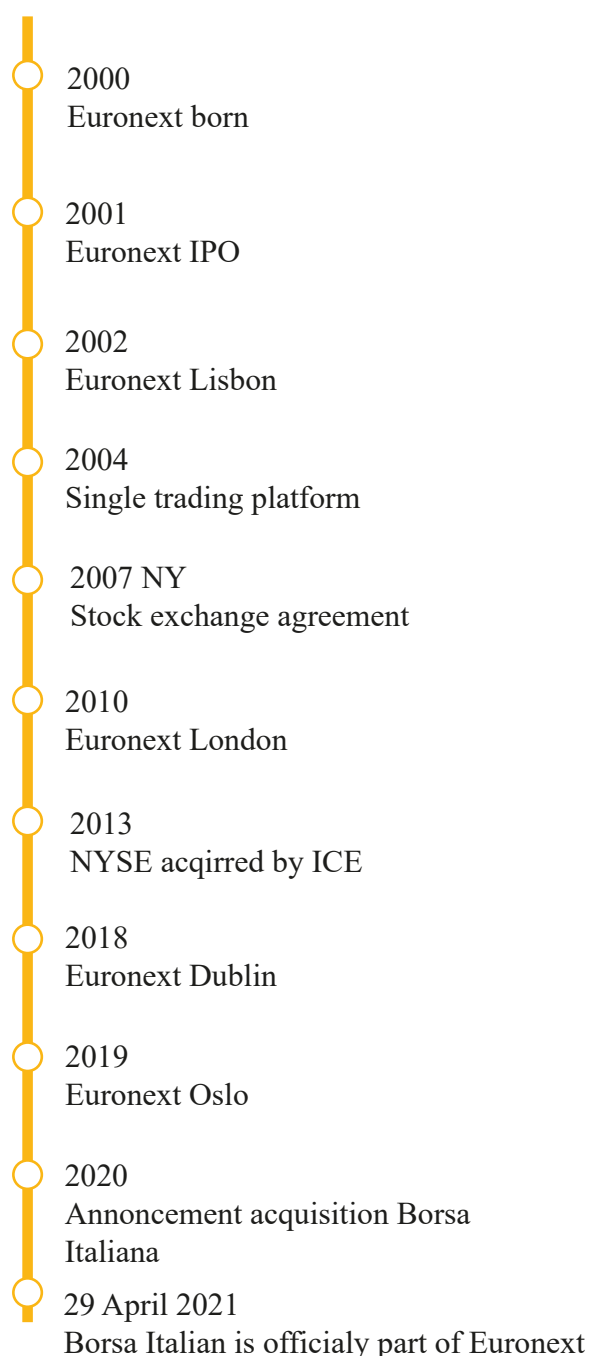 2000
Euronext born
2001
Euronext IPO
2002
Euronext Lisbon
2004
Single trading platform
2007 NY
Stock exchange agreement
2010
Euronext London
2013
NYSE acqirred by ICE
2018
Euronext Dublin
2019
Euronext Oslo
2020
Annoncement acquisition Borsa
Italiana
29 April 2021
Borsa Italian is officialy part of Euronext